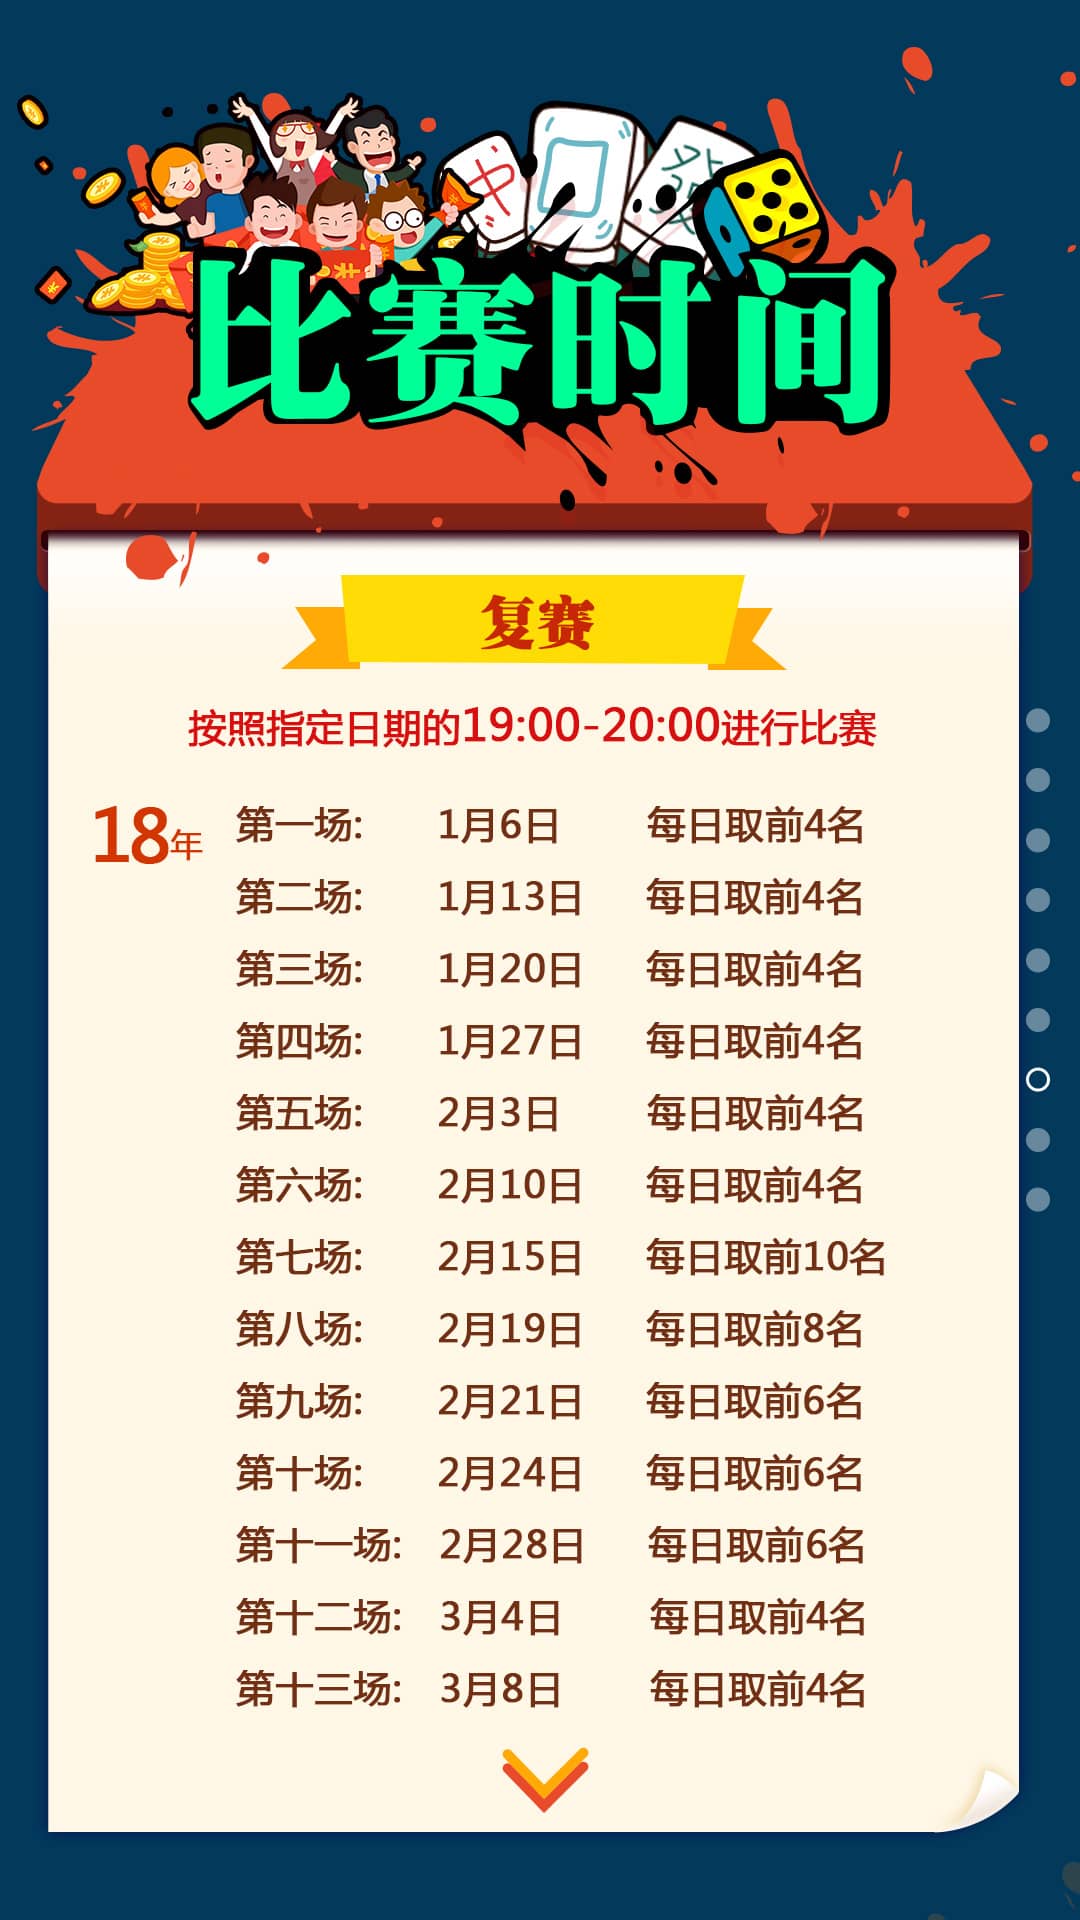 比赛时间
复赛
按照指定日期的19:00-20:00进行比赛
18年 第一场: 1月6日 每日取前4名
第二场: 1月13日 每日取前4名
第三场: 1月20日 每日取前4名
第四场: 1月27日 每日取前4名
第五场: 2月3日 每日取前4名
第六场: 2月10日 每日取前4名
第七场: 2月15日 每日取前10名
第八场: 2月19日 每日取前8名
第九场: 2月21日 每日取前6名
第十场: 2月24日 每日取前6名
第十一场: 2月28日 每日取前6名
第十二场: 3月4日 每日取前4名
第十三场: 3月8日 每日取前4名